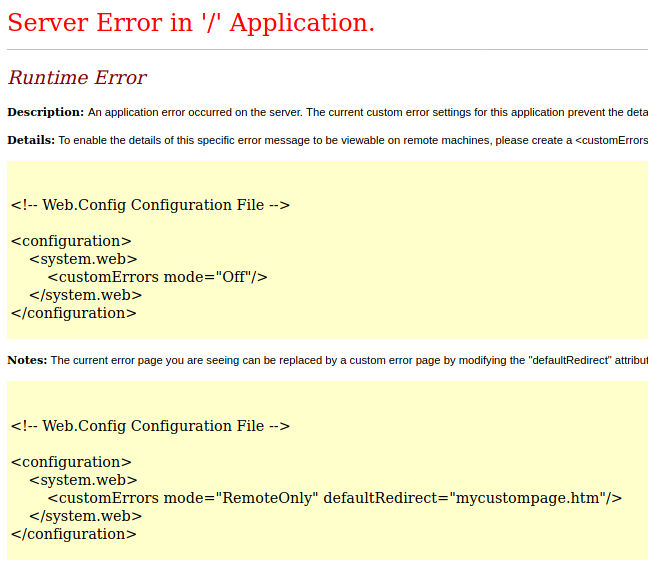 Server Error in '/' Application.
Runtime Error
Description: An application error occurred on the server. The current custom error settings for this application prevent the deta
Details: To enable the details of this specific error message to be viewable on remote machines, please create a <customErrors
<!-- Web.Config Configuration File -->
<configuration>
    <system.web>
        <customErrors mode="Off"/>
    </system.web>
</configuration>
Notes: The current error page you are seeing can be replaced by a custom error page by modifying the "defaultRedirect" attribut
<!-- Web.Config Configuration File -->
<configuration>
    <system.web>
        <customErrors mode="RemoteOnly" defaultRedirect="mycustompage.htm"/>
    </system.web>
</configuration>